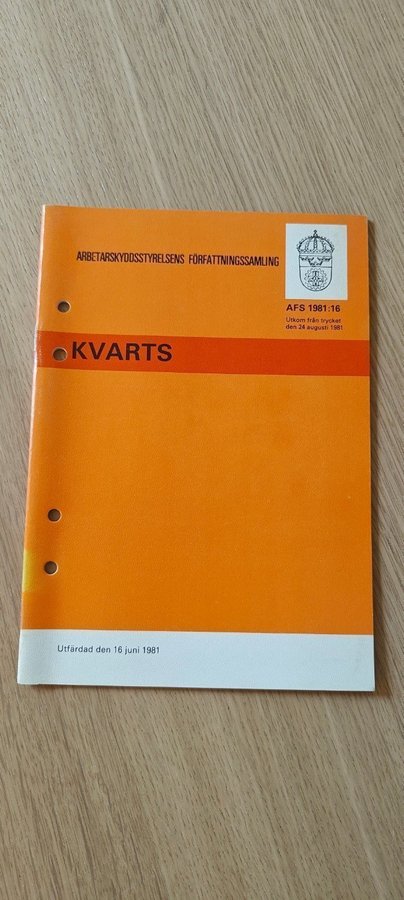 ARBETARSKYDDSSTYRELSENS FÖRFATTNINGSSAMLING
AFS 1981:16
Utkom från trycket
den 24 augusti 1981
KVARTS
Utfärdad den 16 juni 1981